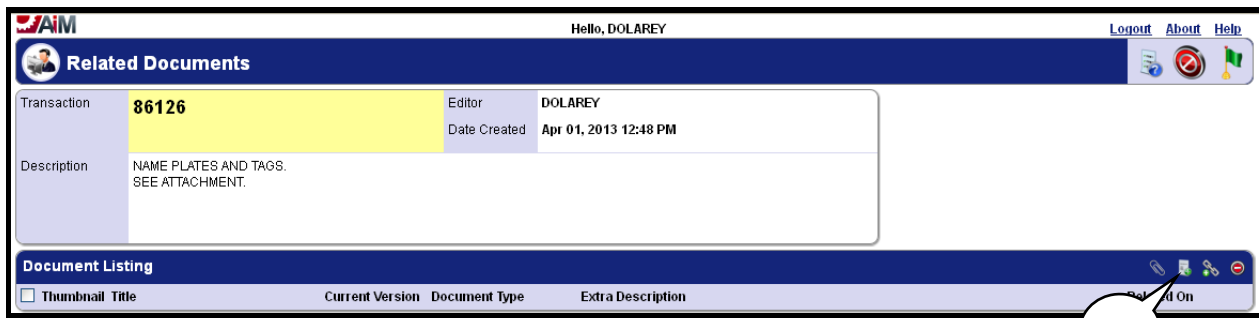 AiM
Hello, DOLAREY
Logout About Help
Related Documents
Transaction 86126 Editor DOLAREY
Date Created Apr 01, 2013 12:48 PM
Description NAME PLATES AND TAGS.
SEE ATTACHMENT.
Document Listing
Thumbnail Title Current Version Document Type Extra Description On